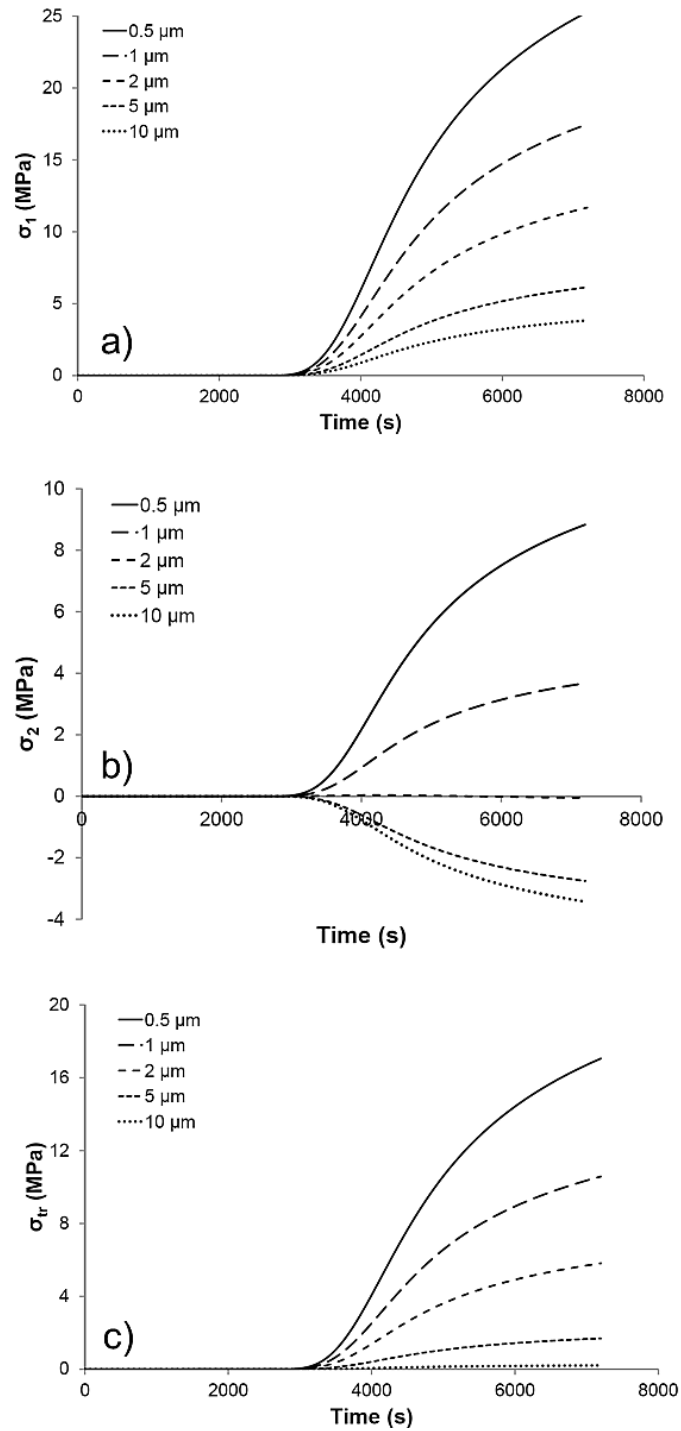 25
20
15
10
5
0
σ1 (MPa)
0.5 µm
1 µm
2 µm
5 µm
10 µm
a)
0 2000 4000 6000 8000
Time (s)
10
8
6
4
2
0
-2
-4
σ2 (MPa)
0.5 µm
1 µm
2 µm
5 µm
10 µm
b)
0 2000 4000 6000 8000
Time (s)
20
16
12
8
4
0
σtr (MPa)
0.5 µm
1 µm
2 µm
5 µm
10 µm
c)
0 2000 4000 6000 8000
Time (s)